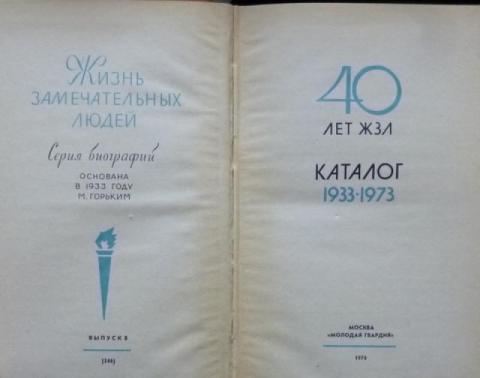 Жизнь
ЗАМЕЧАТЕЛЬНЫХ
ЛЮДЕЙ
Серия биографий
ОСНОВАНА
В 1933 ГОДУ
М. ГОРЬКИМ
ВЫПУСК 8
40
ЛЕТ ЖЗЛ
КАТАЛОГ
1933-1973
МОСКВА
«МОЛОДАЯ ГВАРДИЯ»